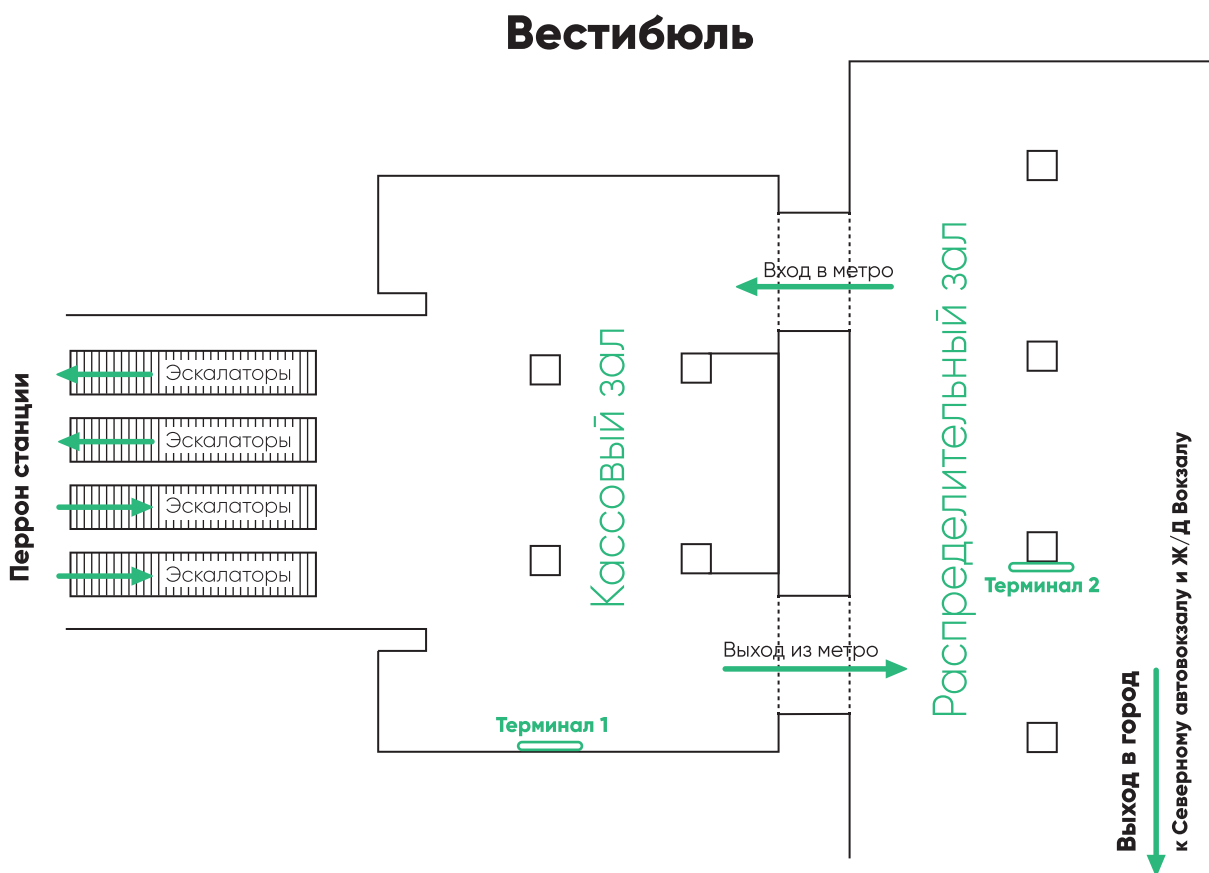 Вестибюль
Вход в метро
Эскалаторы
Эскалаторы
Эскалаторы
Эскалаторы
Перрон станции
Кассовый зал
Распределительный зал
Терминал 2
Выход из метро
Терминал 1
Выход в город
к Северному автовокзалу и Ж/Д Вокзалу